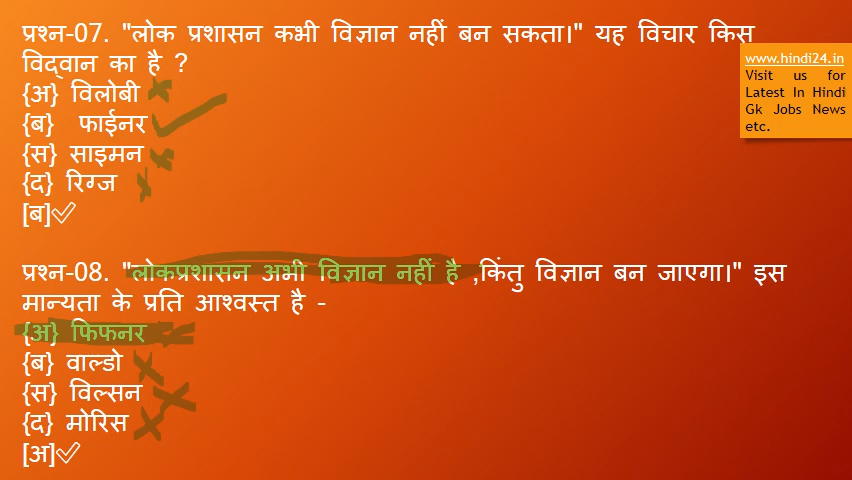 प्रश्न-07. "लोक प्रशासन कभी विज्ञान नहीं बन सकता।" यह विचार किस
विद्वान का है ?
{अ} विलोबी
{ब} फाईनर
{स} साइमन
{द} रिग्ज
[ब]✓
प्रश्न-08. "लोकप्रशासन अभी विज्ञान नहीं है ,किंतु विज्ञान बन जाएगा।" इस
मान्यता के प्रति आश्वस्त है -
{अ} फिफनर
{ब} वाल्डो
{स} विल्सन
{द} मोरिस
[अ]✓
www.hindi24.in
Visit us for
Latest In Hindi
Gk Jobs News
etc.